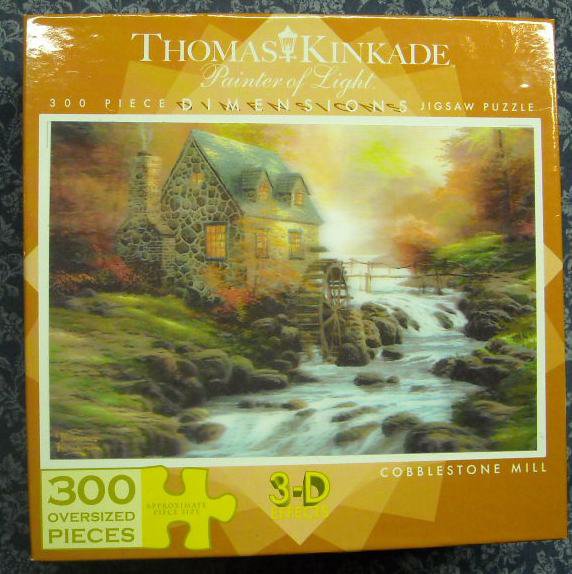 THOMAS KINKADE
Painter of Light
300 PIECE DIMENSIONS JIGSAW PUZZLE
COBBLESTONE MILL
300
OVERSIZED
PIECES
APPROXIMATE
PIECE SIZE
3-D
EFFECTS